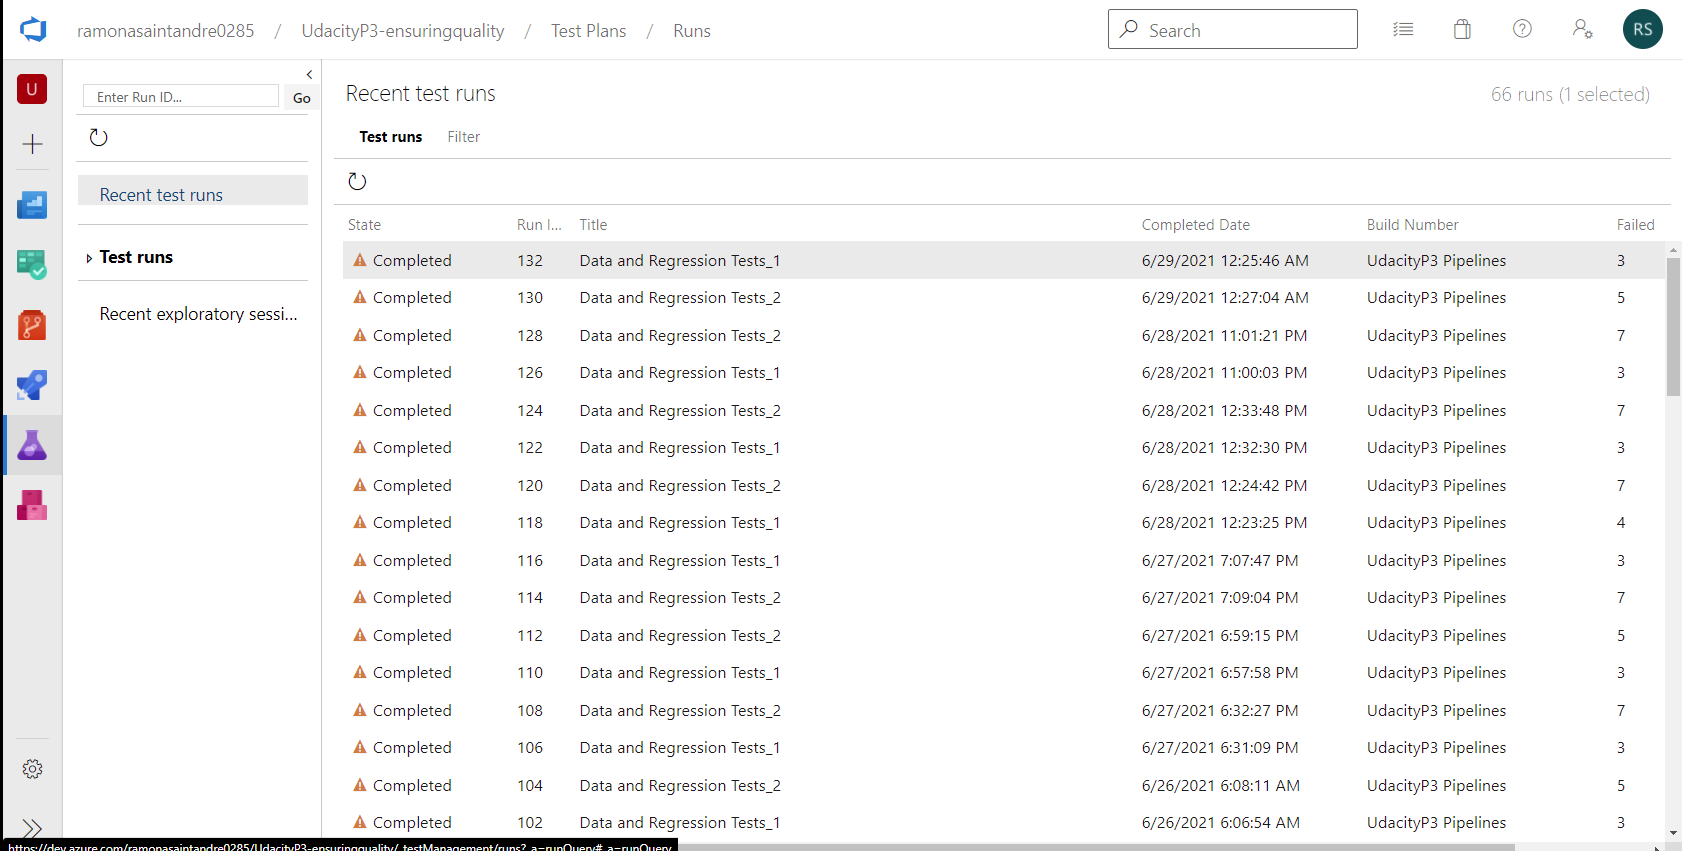 ramonasaintandre0285 / UdacityP3-ensuringquality / Test Plans / Runs
Search
RS
U
Enter Run ID...
Go
Recent test runs
Test runs
Recent exploratory sessi...
Recent test runs
66 runs (1 selected)
Test runs Filter
State Run I... Title Completed Date Build Number Failed
Completed 132 Data and Regression Tests_1 6/29/2021 12:25:46 AM UdacityP3 Pipelines 3
Completed 130 Data and Regression Tests_2 6/29/2021 12:27:04 AM UdacityP3 Pipelines 5
Completed 128 Data and Regression Tests_2 6/28/2021 11:01:21 PM UdacityP3 Pipelines 7
Completed 126 Data and Regression Tests_1 6/28/2021 11:00:03 PM UdacityP3 Pipelines 3
Completed 124 Data and Regression Tests_2 6/28/2021 12:33:48 PM UdacityP3 Pipelines 7
Completed 122 Data and Regression Tests_1 6/28/2021 12:32:30 PM UdacityP3 Pipelines 3
Completed 120 Data and Regression Tests_2 6/28/2021 12:24:42 PM UdacityP3 Pipelines 7
Completed 118 Data and Regression Tests_1 6/28/2021 12:23:25 PM UdacityP3 Pipelines 4
Completed 116 Data and Regression Tests_1 6/27/2021 7:07:47 PM UdacityP3 Pipelines 3
Completed 114 Data and Regression Tests_2 6/27/2021 7:09:04 PM UdacityP3 Pipelines 7
Completed 112 Data and Regression Tests_2 6/27/2021 6:59:15 PM UdacityP3 Pipelines 5
Completed 110 Data and Regression Tests_1 6/27/2021 6:57:58 PM UdacityP3 Pipelines 3
Completed 108 Data and Regression Tests_2 6/27/2021 6:32:27 PM UdacityP3 Pipelines 7
Completed 106 Data and Regression Tests_1 6/27/2021 6:31:09 PM UdacityP3 Pipelines 3
Completed 104 Data and Regression Tests_2 6/26/2021 6:08:11 AM UdacityP3 Pipelines 5
Completed 102 Data and Regression Tests_1 6/26/2021 6:06:54 AM UdacityP3 Pipelines 3
https://dev.azure.com/ramonasaintandre0285/UdacityP3-ensuringquality/_testManagement/runs?_a=runQuery#_a=runQuery